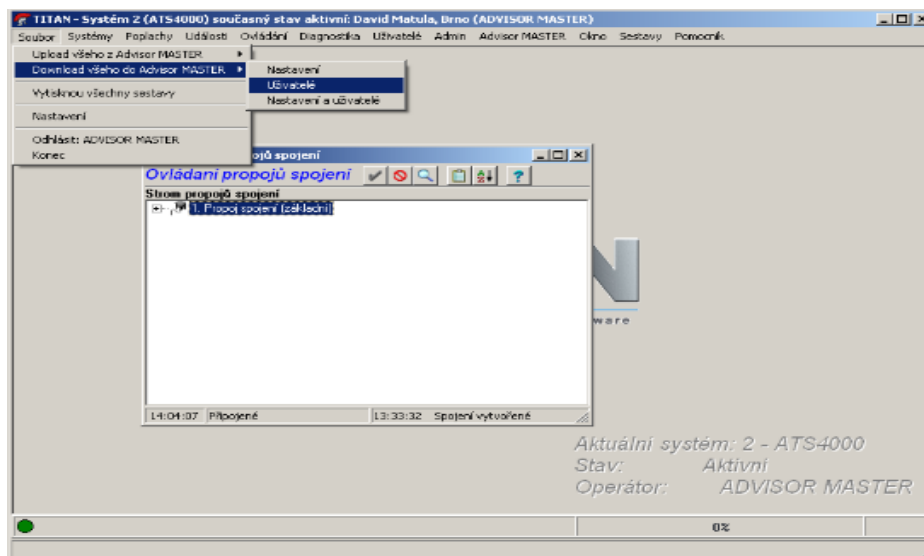 TITAN - Systém 2 (ATS4000) současný stav aktivní: David Matula, Brno (ADVISOR MASTER)
Soubor Systémy Poplachy Události Ovládání Diagnostika Uživatelé Admin Advisor MASTER Okno Sestavy Pomocník
Upload všeho z Advisor MASTER
Download všeho do Advisor MASTER
Nastavení
Uživatelé
Nastavení a uživatelé
Vytisknou všechny sestavy
Nastavení
Odhlásit: ADVISOR MASTER
Konec
ojů spojení
Ovládaní propojů spojení
Strom propojů spojení
1. Propoj spojení (základní)
N
ware
14:04:07 Připojené 13:33:32 Spojení vytvořené
Aktuální systém: 2 - ATS4000
Stav: Aktivní
Operátor: ADVISOR MASTER
0%